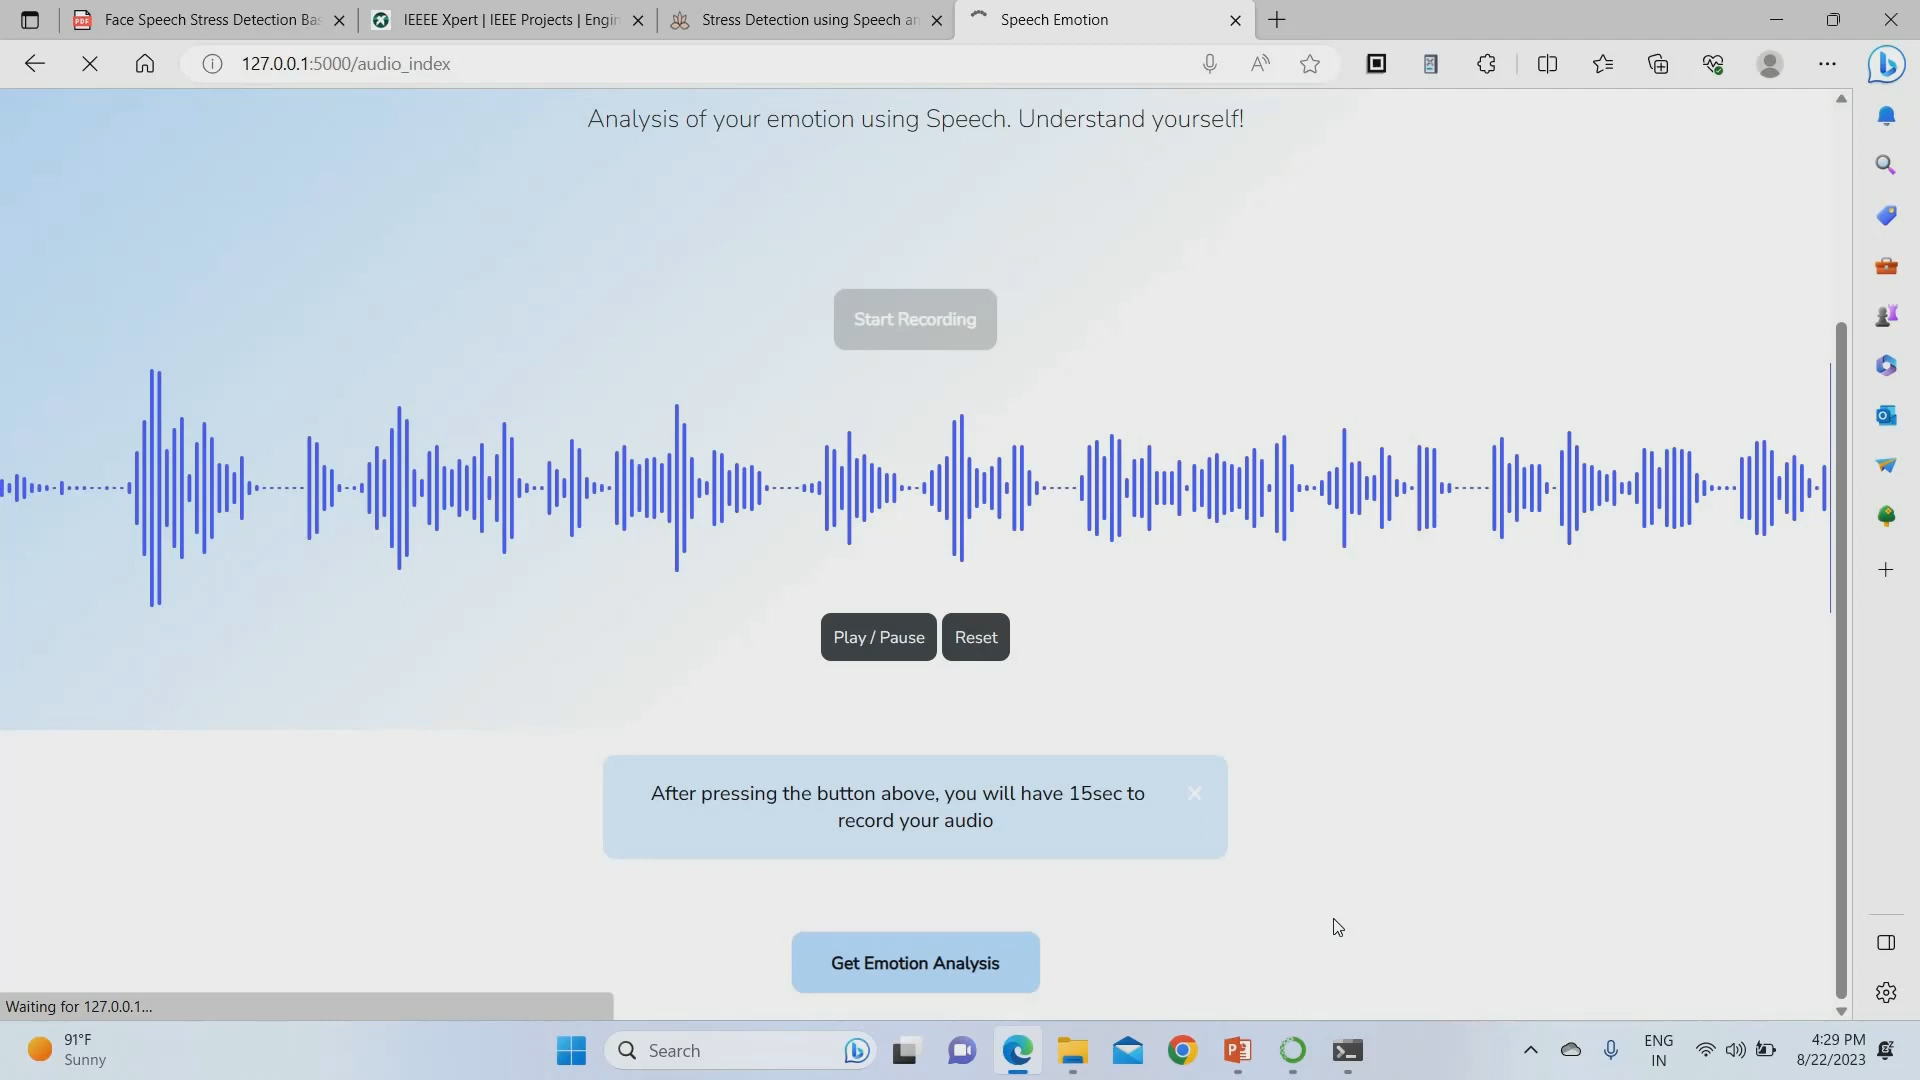 Face Speech Stress Detection Ba
IEEEE Xpert | IEEE Projects | Engin
Stress Detection using Speech an
Speech Emotion
127.0.0.1:5000/audio_index
Analysis of your emotion using Speech. Understand yourself!
Start Recording
Play / Pause
Reset
After pressing the button above, you will have 15sec to
record your audio
Get Emotion Analysis
Waiting for 127.0.0.1...
91°F
Sunny
Search
ENG
IN
4:29 PM
8/22/2023